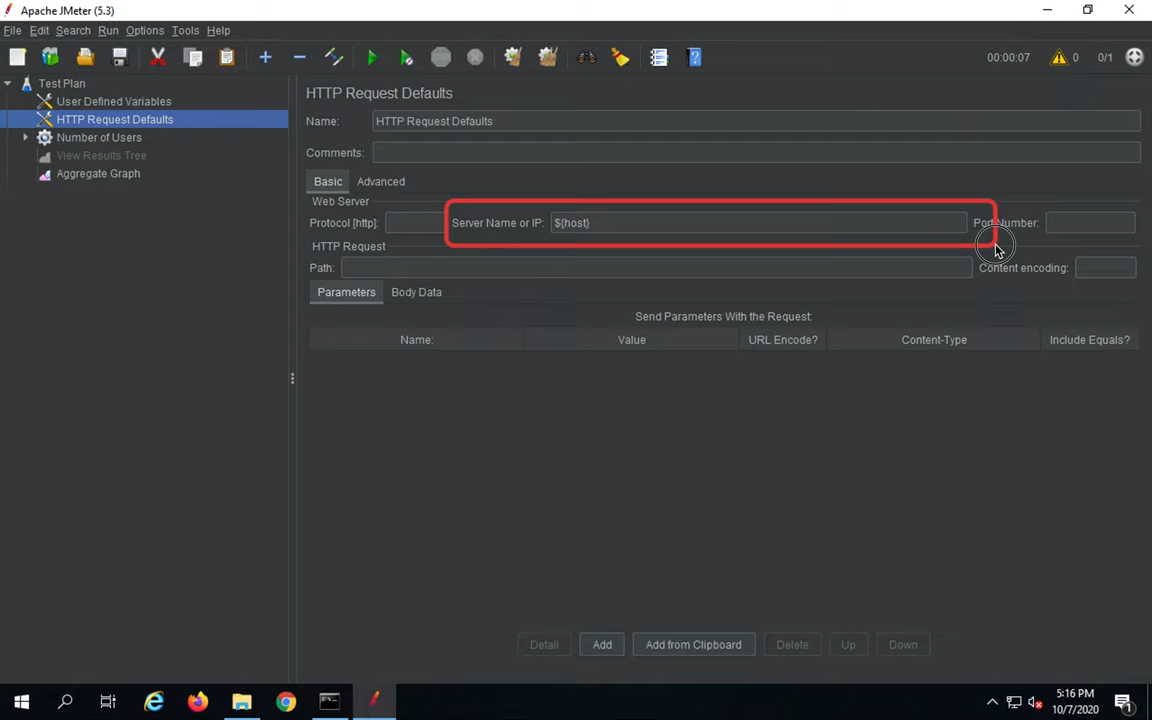 Apache JMeter (5.3)
File Edit Search Run Options Tools Help
00:00:07 0 0/1
Test Plan
User Defined Variables
HTTP Request Defaults
Number of Users
View Results Tree
Aggregate Graph
HTTP Request Defaults
Name: HTTP Request Defaults
Comments:
Basic Advanced
Web Server
Protocol [http]: Server Name or IP: ${host} Port Number:
HTTP Request
Path: Content encoding:
Parameters Body Data
Send Parameters With the Request:
Name: Value URL Encode? Content-Type Include Equals?
Detail Add Add from Clipboard Delete Up Down
5:16 PM
10/7/2020
1